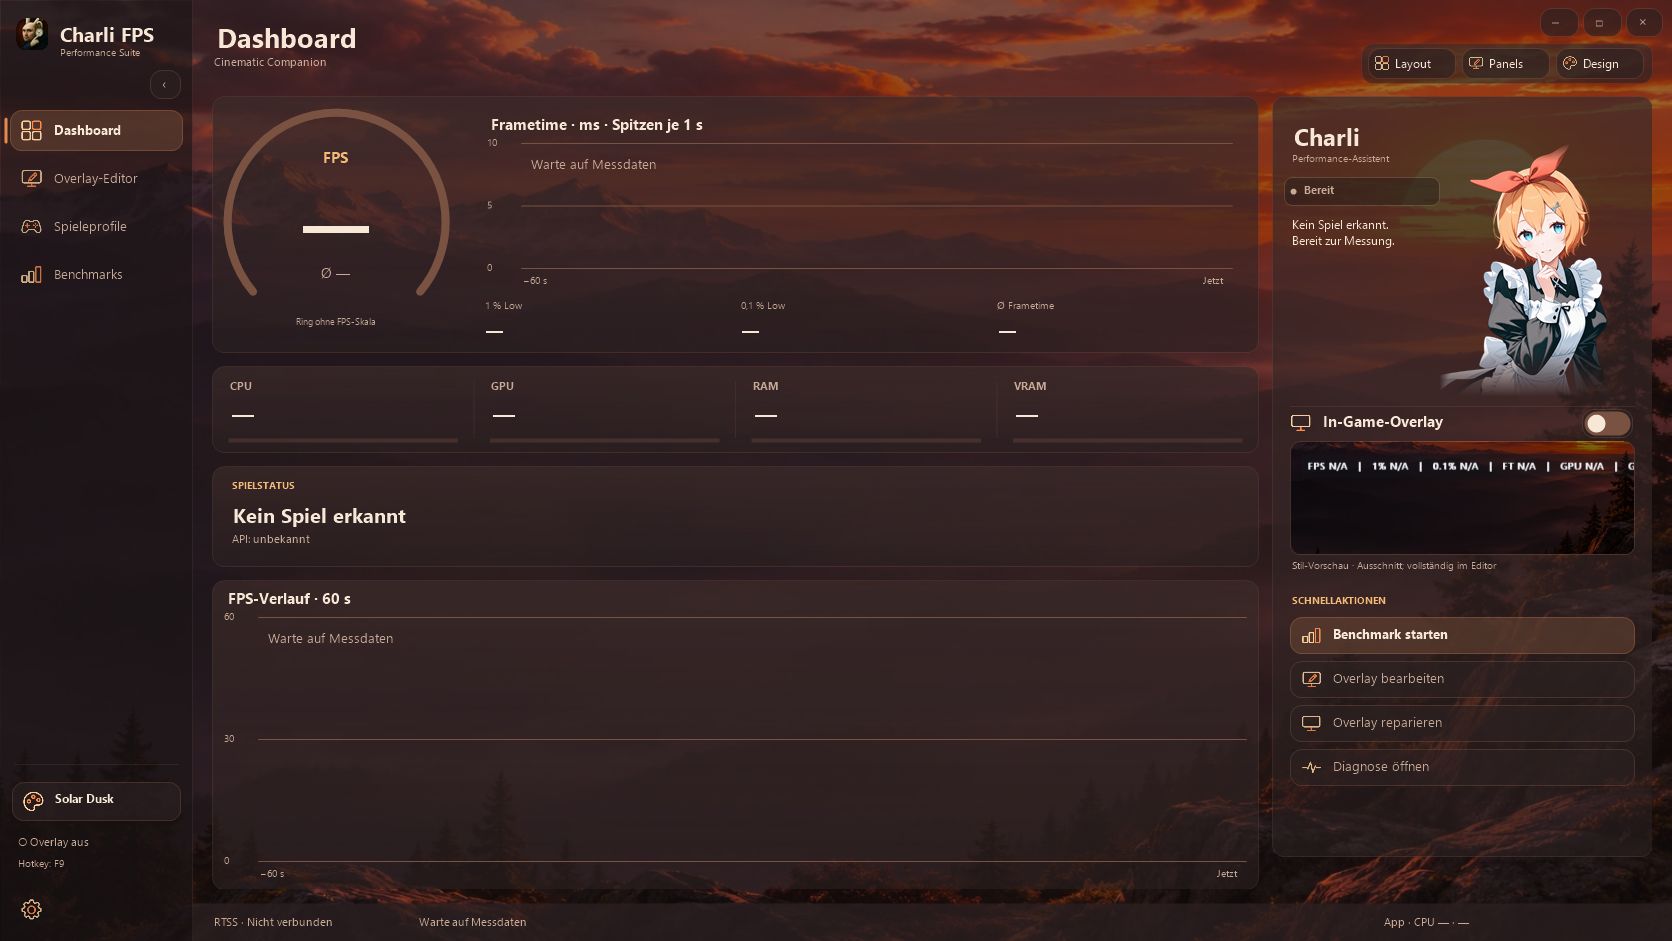 Charli FPS
Performance Suite
‹
Dashboard
Overlay-Editor
Spieleprofile
Benchmarks
Solar Dusk
Overlay aus
Hotkey: F9
Dashboard
Cinematic Companion
Layout
Panels
Design
FPS
—
Ø —
Ring ohne FPS-Skala
Frametime · ms · Spitzen je 1 s
10
Warte auf Messdaten
5
0
−60 s
Jetzt
1 % Low
0,1 % Low
Ø Frametime
—
—
—
CPU
GPU
RAM
VRAM
—
—
—
—
SPIELSTATUS
Kein Spiel erkannt
API: unbekannt
FPS-Verlauf · 60 s
60
Warte auf Messdaten
30
0
−60 s
Jetzt
Charli
Performance-Assistent
Bereit
Kein Spiel erkannt.
Bereit zur Messung.
In-Game-Overlay
FPS N/A | 1% N/A | 0.1% N/A | FT N/A | GPU N/A | G
Stil-Vorschau · Ausschnitt; vollständig im Editor
SCHNELLAKTIONEN
Benchmark starten
Overlay bearbeiten
Overlay reparieren
Diagnose öffnen
RTSS · Nicht verbunden
Warte auf Messdaten
App · CPU — · —